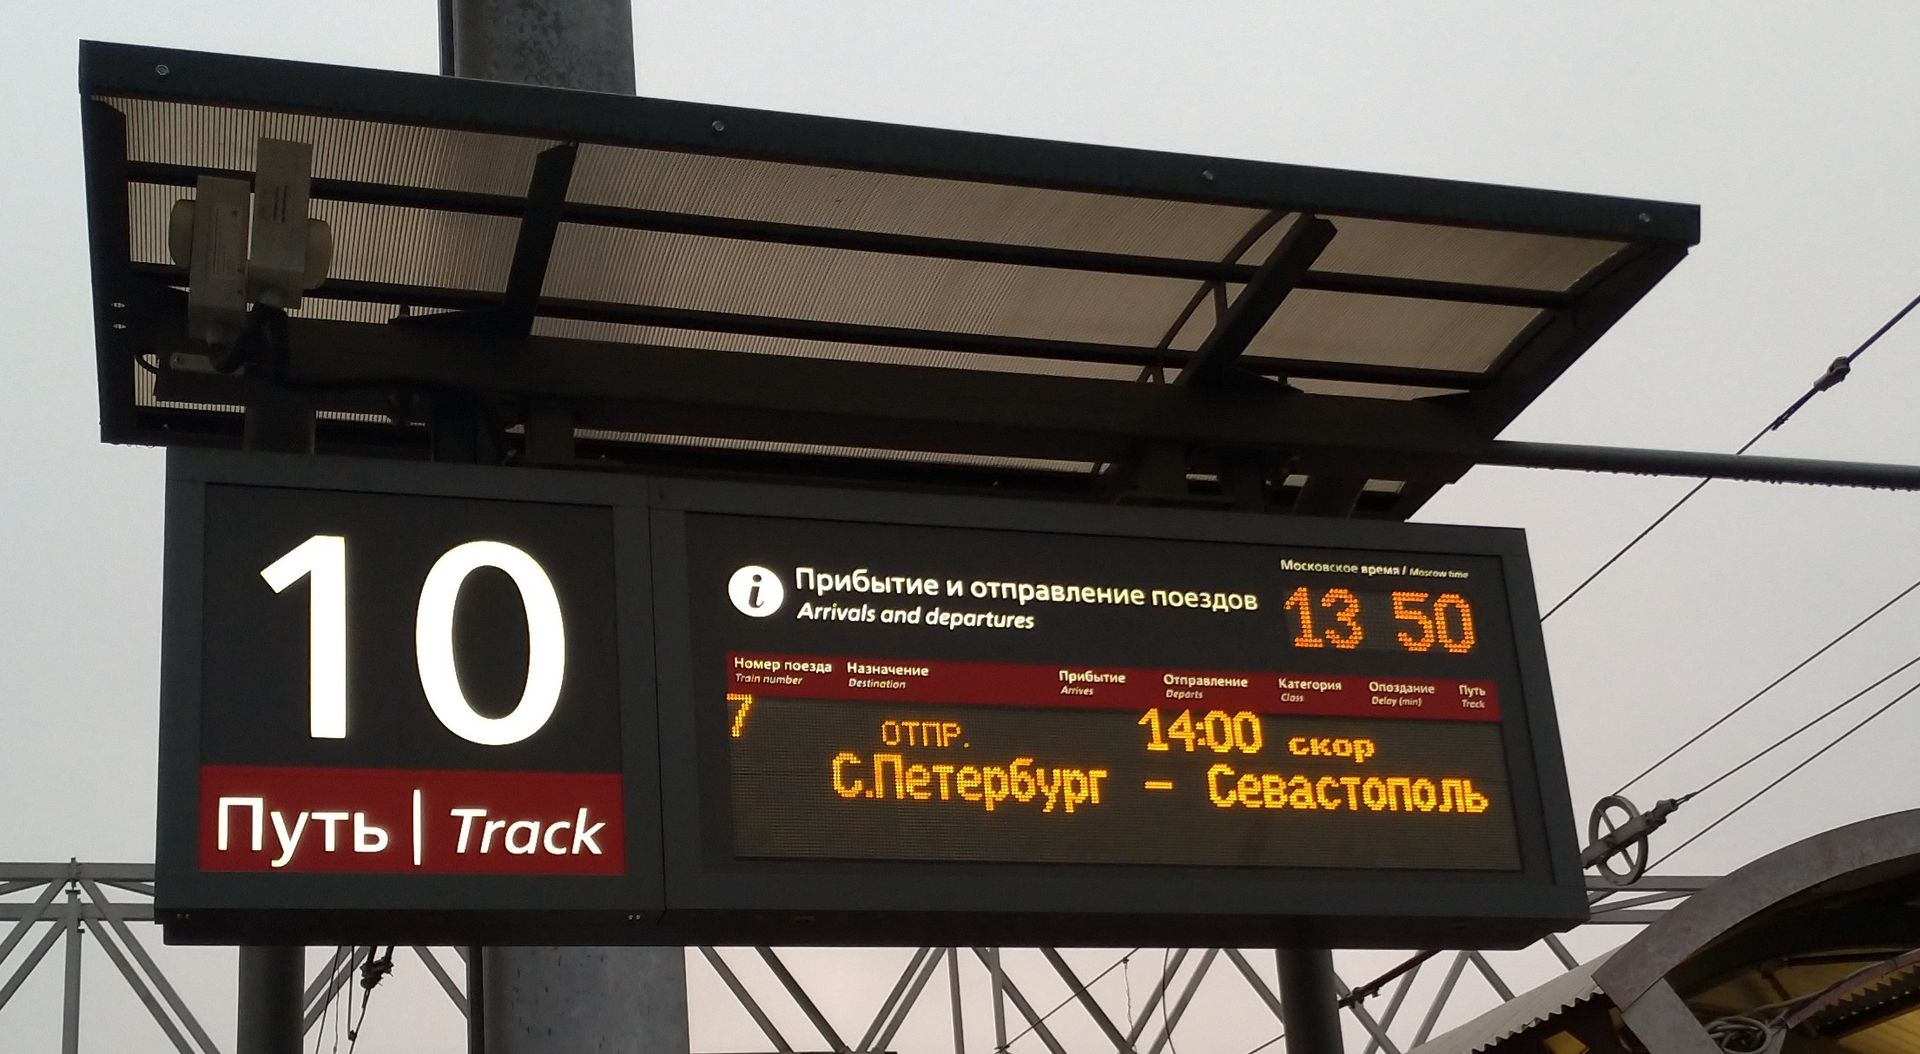 10
Путь | Track
i
Прибытие и отправление поездов
Arrivals and departures
Московское время / Moscow time
13 50
Номер поезда Назначение Прибытие Отправление Категория Опоздание Путь
Train number Destination Arrives Departs Class Delay (min) Track
7 ОТПР. 14:00 скор
С.Петербург - Севастополь